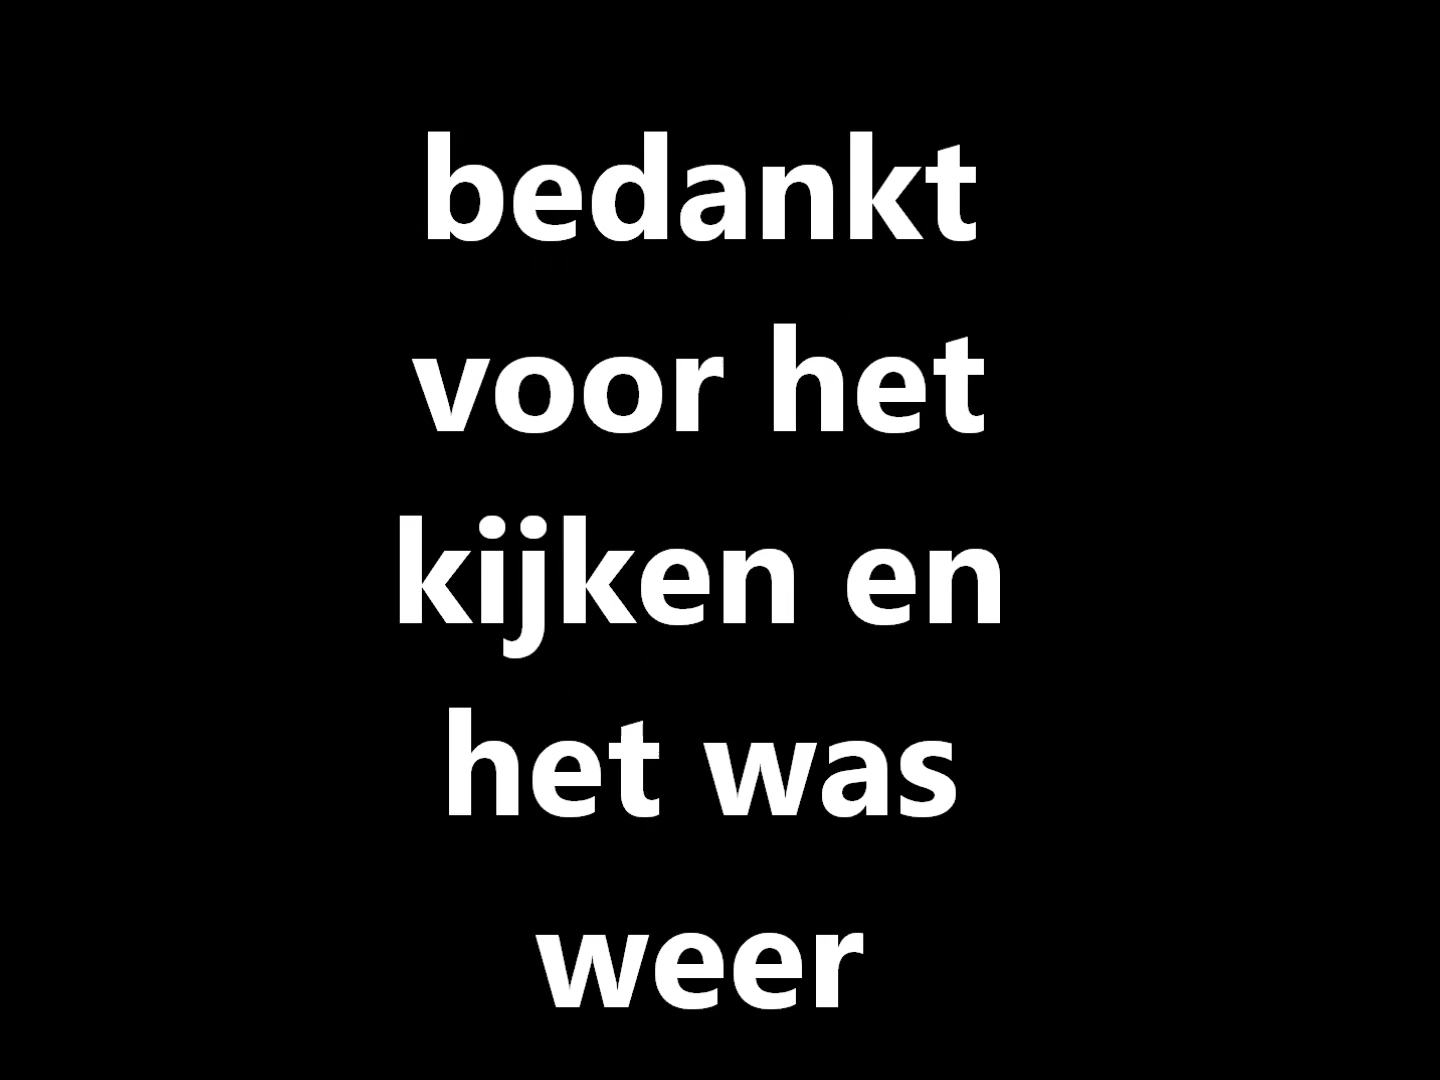 bedankt
voor het
kijken en
het was
weer